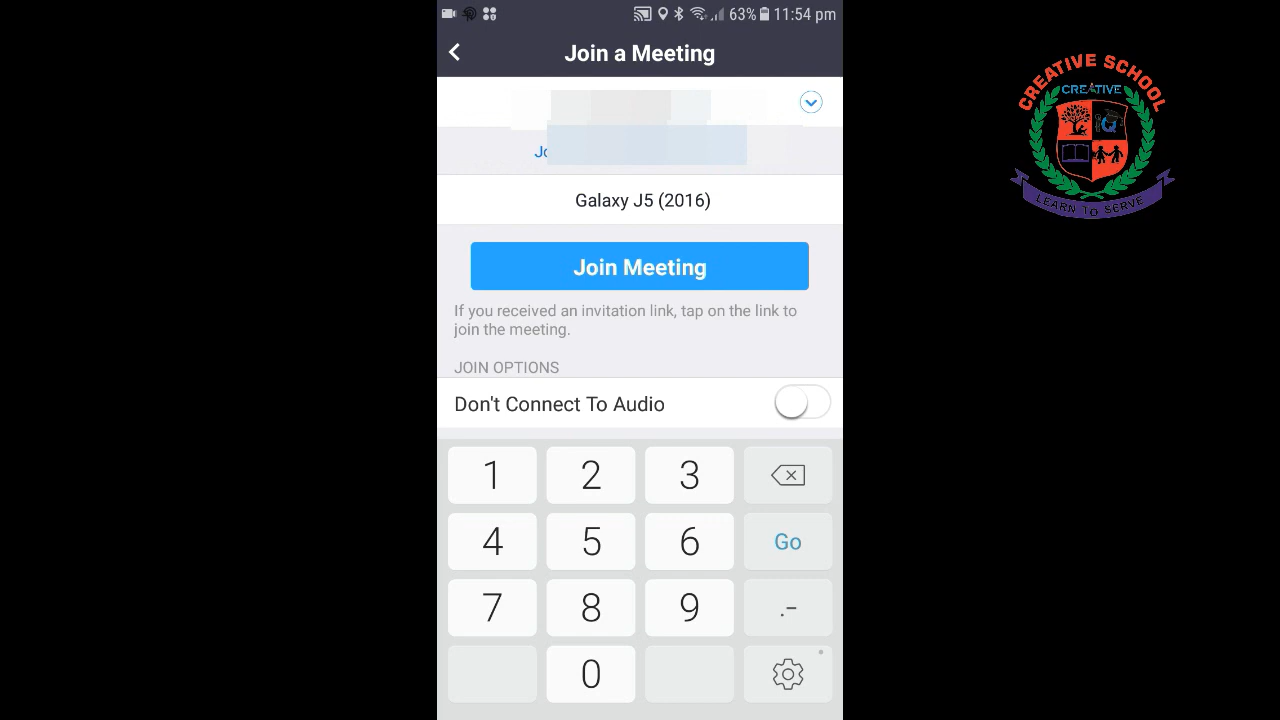 63% 11:54 pm
Join a Meeting
Galaxy J5 (2016)
Join Meeting
If you received an invitation link, tap on the link to
join the meeting.
JOIN OPTIONS
Don't Connect To Audio
1 2 3
4 5 6 Go
7 8 9 .-
0
CREATIVE SCHOOL
CREATIVE
IQ
LEARN TO SERVE